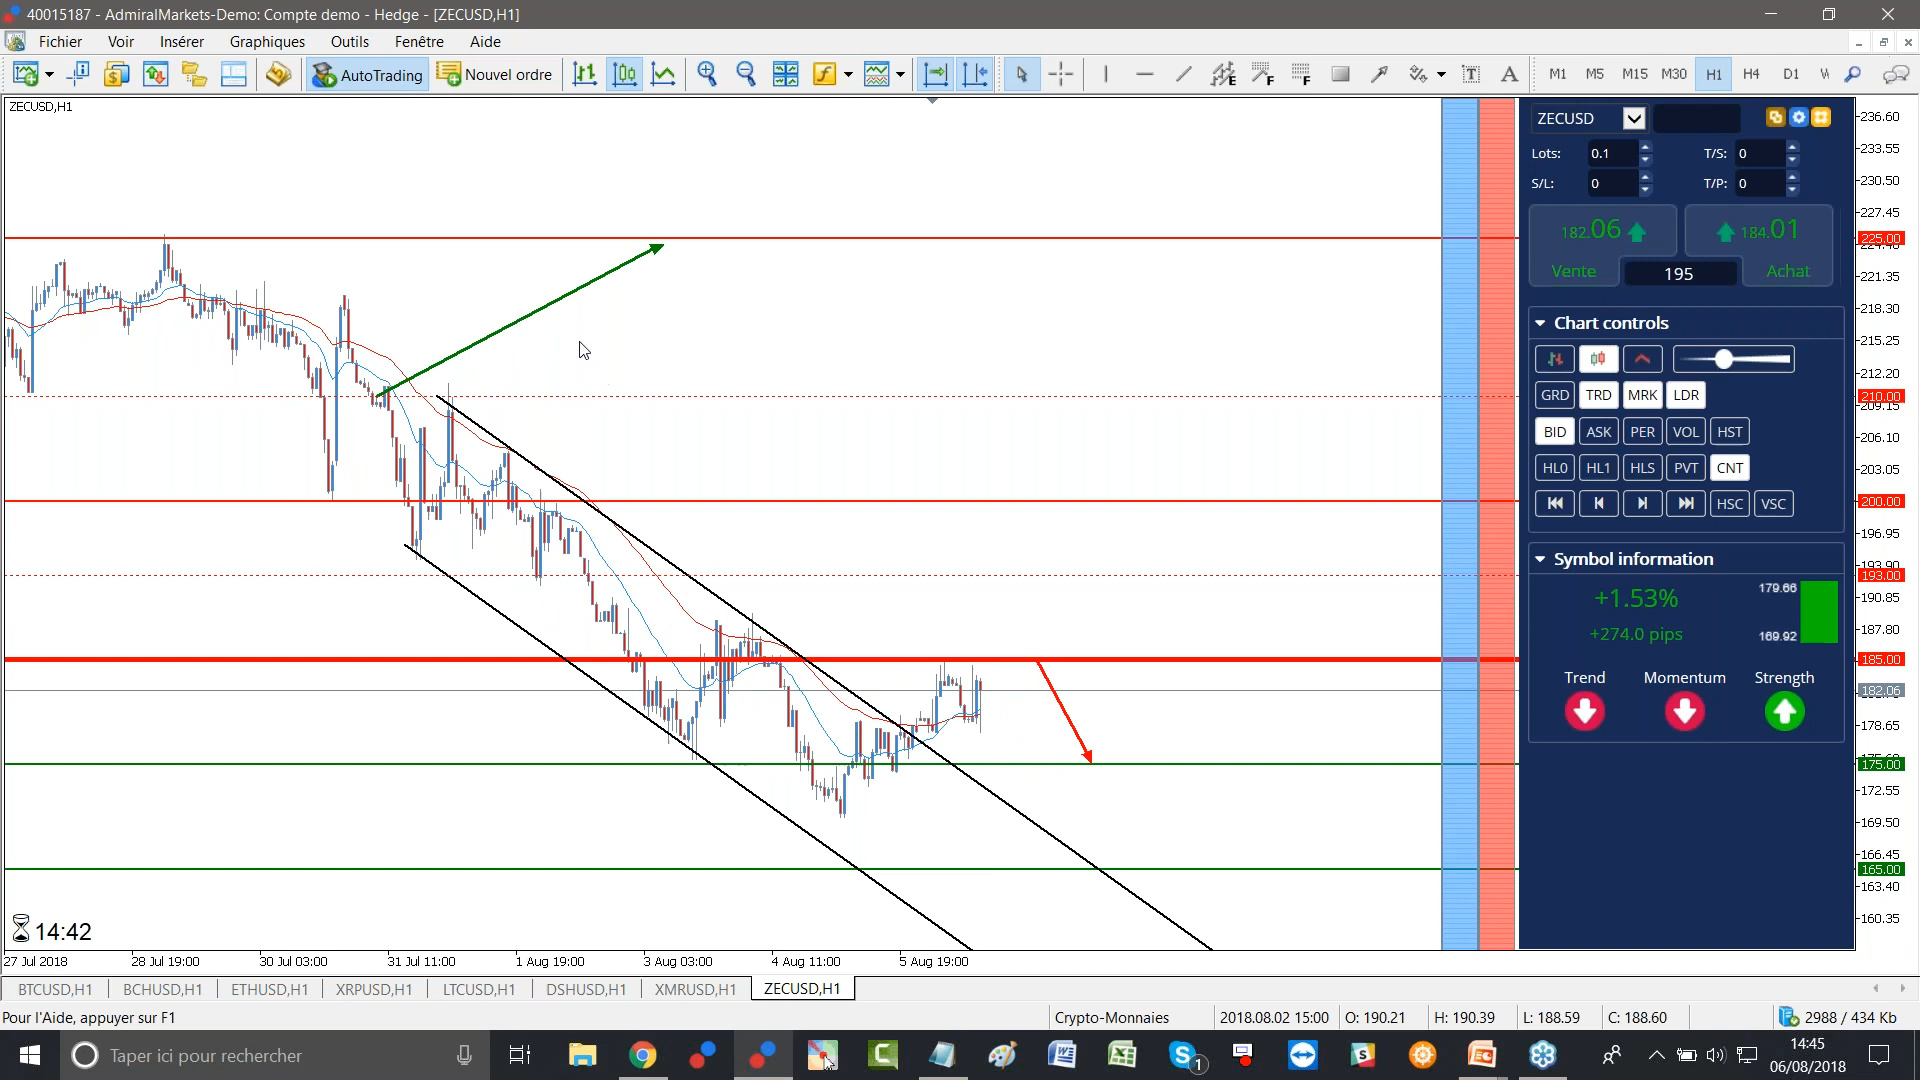 40015187 - AdmiralMarkets-Demo: Compte demo - Hedge - [ZECUSD,H1]
Fichier Voir Insérer Graphiques Outils Fenêtre Aide
AutoTrading Nouvel ordre M1 M5 M15 M30 H1 H4 D1
ZECUSD,H1
ZECUSD
Lots: 0.1 T/S: 0
S/L: 0 T/P: 0
182.06 184.01
Vente 195 Achat
Chart controls
GRD TRD MRK LDR
BID ASK PER VOL HST
HL0 HL1 HLS PVT CNT
HSC VSC
Symbol information
+1.53% 179.66
+274.0 pips 169.92
Trend Momentum Strength
236.60
233.55
230.50
227.45
225.00
221.35
218.30
215.25
212.20
210.00
209.15
206.10
203.05
200.00
196.95
193.90
193.00
190.85
187.80
185.00
182.06
178.65
175.00
172.55
169.50
166.45
165.00
163.40
160.35
14:42
27 Jul 2018 28 Jul 19:00 30 Jul 03:00 31 Jul 11:00 1 Aug 19:00 3 Aug 03:00 4 Aug 11:00 5 Aug 19:00
BTCUSD,H1 BCHUSD,H1 ETHUSD,H1 XRPUSD,H1 LTCUSD,H1 DSHUSD,H1 XMRUSD,H1 ZECUSD,H1
Pour l'Aide, appuyer sur F1 Crypto-Monnaies 2018.08.02 15:00 O: 190.21 H: 190.39 L: 188.59 C: 188.60 2988 / 434 Kb
Taper ici pour rechercher 1 14:45
06/08/2018